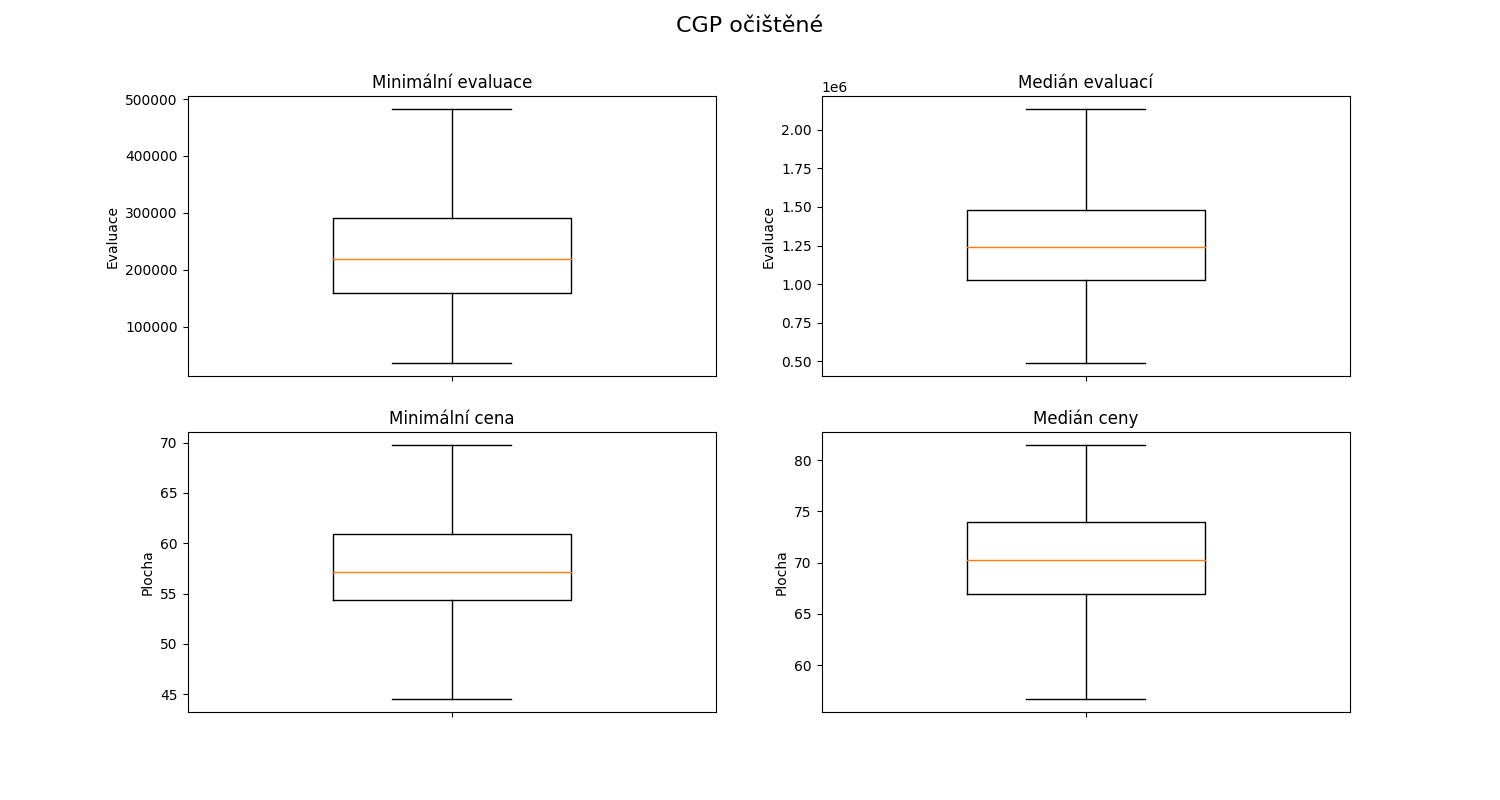 CGP očištěné
Minimální evaluace
500000
400000
300000
200000
100000
Evaluace
Medián evaluací
1e6
2.00
1.75
1.50
1.25
1.00
0.75
0.50
Evaluace
Minimální cena
70
65
60
55
50
45
Plocha
Medián ceny
80
75
70
65
60
Plocha